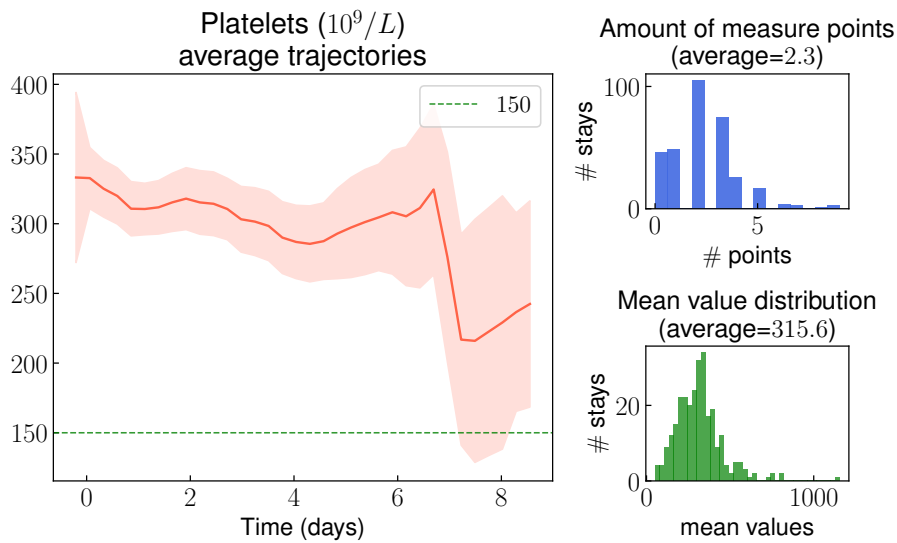 Platelets (10⁹/L)
average trajectories
400
350
300
250
200
150
150
0
2
4
6
8
Time (days)
Amount of measure points
(average=2.3)
100
0
# stays
0
5
# points
Mean value distribution
(average=315.6)
20
0
# stays
0
1000
mean values